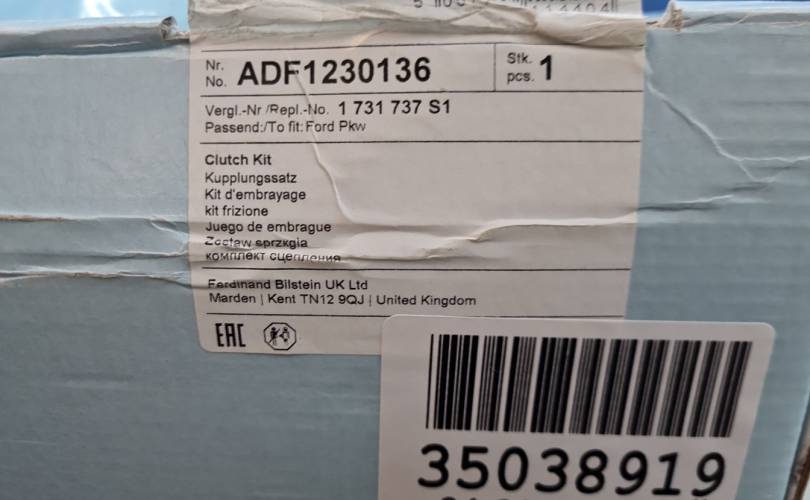 Nr.
No. ADF1230136
Stk.
pcs. 1
Vergl.-Nr /Repl.-No. 1 731 737 S1
Passend:/To fit: Ford Pkw
Clutch Kit
Kupplungssatz
Kit d'embrayage
kit frizione
Juego de embrague
Zestaw sprzęgła
комплект сцепления
Ferdinand Bilstein UK Ltd
Marden | Kent TN12 9QJ | United Kingdom
EAC
35038919